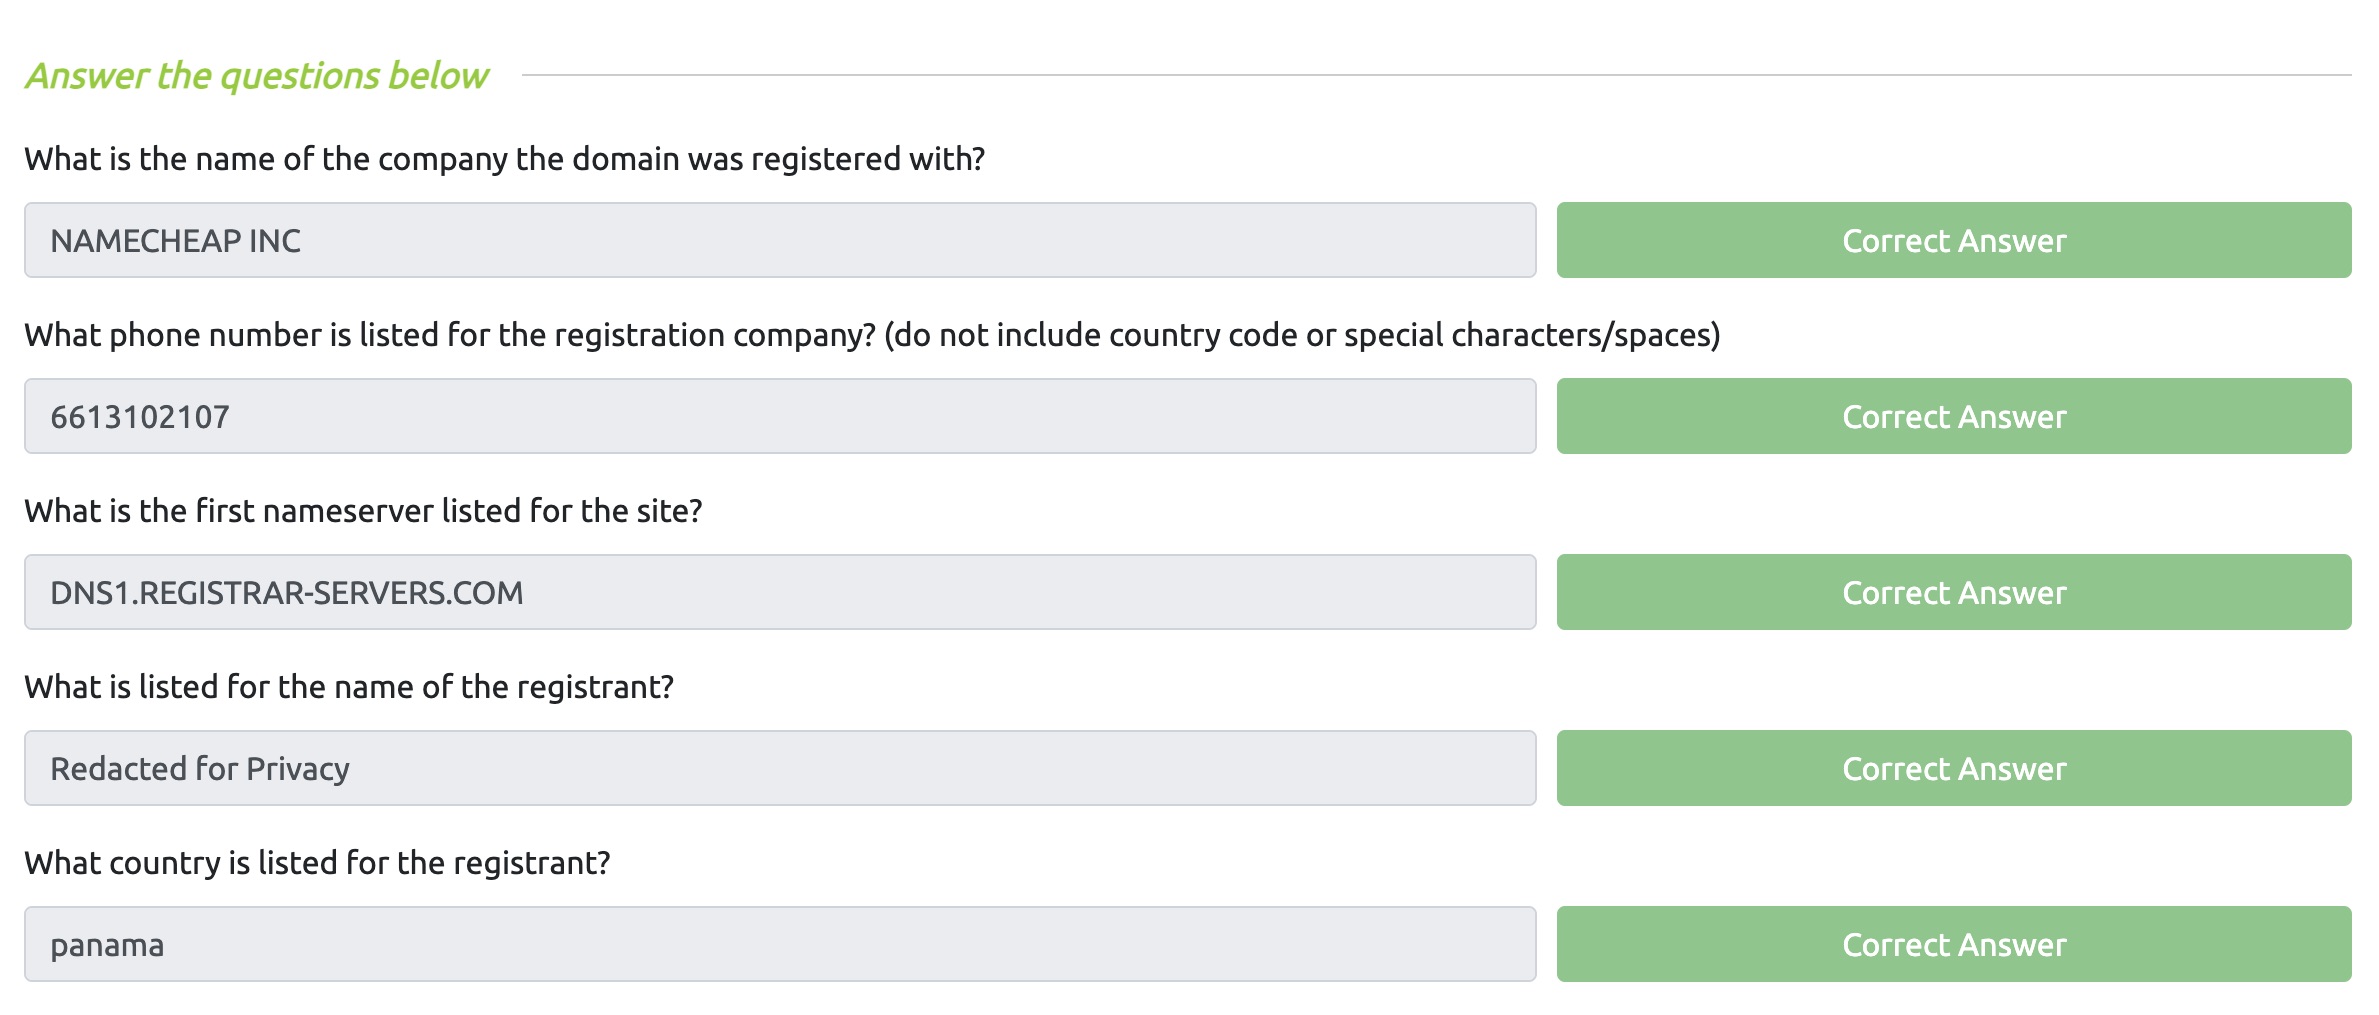 Answer the questions below
What is the name of the company the domain was registered with?
NAMECHEAP INC
Correct Answer
What phone number is listed for the registration company? (do not include country code or special characters/spaces)
6613102107
Correct Answer
What is the first nameserver listed for the site?
DNS1.REGISTRAR-SERVERS.COM
Correct Answer
What is listed for the name of the registrant?
Redacted for Privacy
Correct Answer
What country is listed for the registrant?
panama
Correct Answer